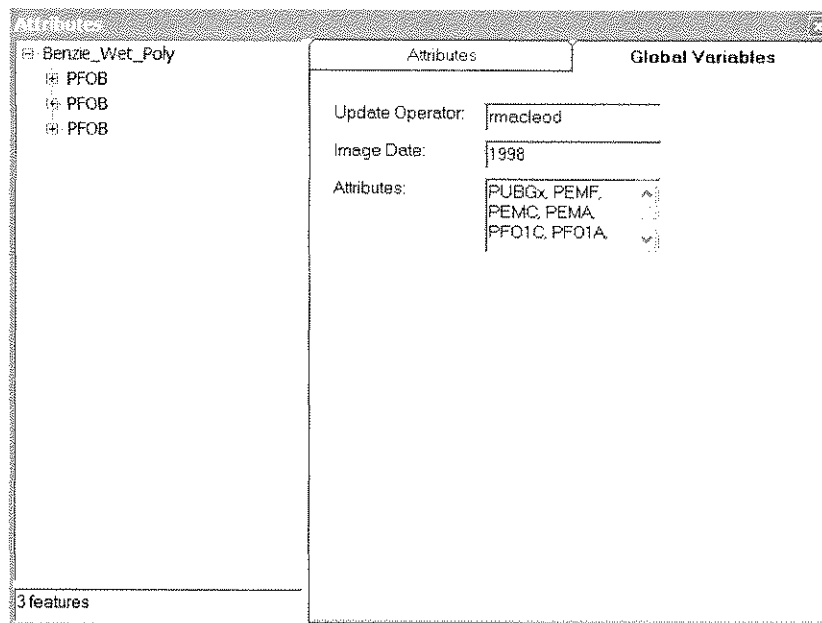 Attributes
Benzie_Wet_Poly
PFOB
PFOB
PFOB
3 features
Attributes
Global Variables
Update Operator: rmacleod
Image Date: 1998
Attributes: PUBGx, PEMF,
PEMC, PEMA,
PFO1C, PFO1A,